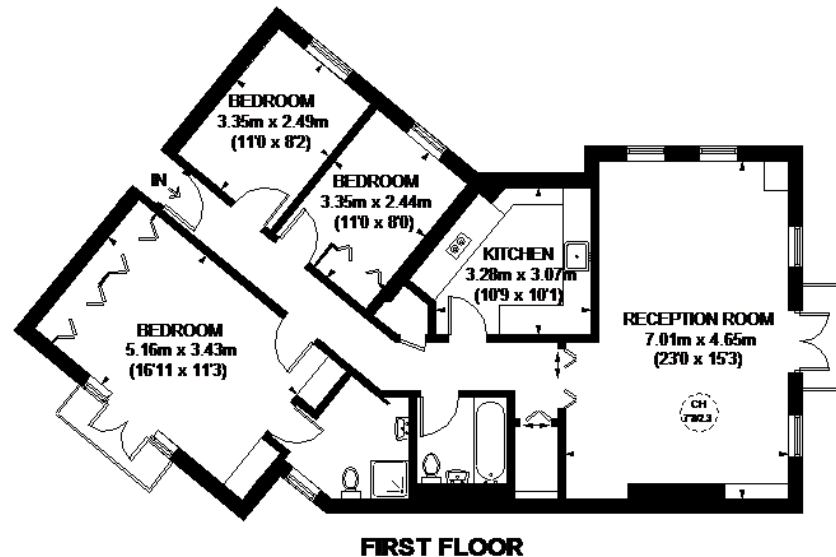 BEDROOM
3.35m x 2.49m
(11'0 x 8'2)
IN
BEDROOM
3.35m x 2.44m
(11'0 x 8'0)
KITCHEN
3.28m x 3.07m
(10'9 x 10'1)
BEDROOM
5.16m x 3.43m
(16'11 x 11'3)
RECEPTION ROOM
7.01m x 4.65m
(23'0 x 15'3)
CH
FIRST FLOOR